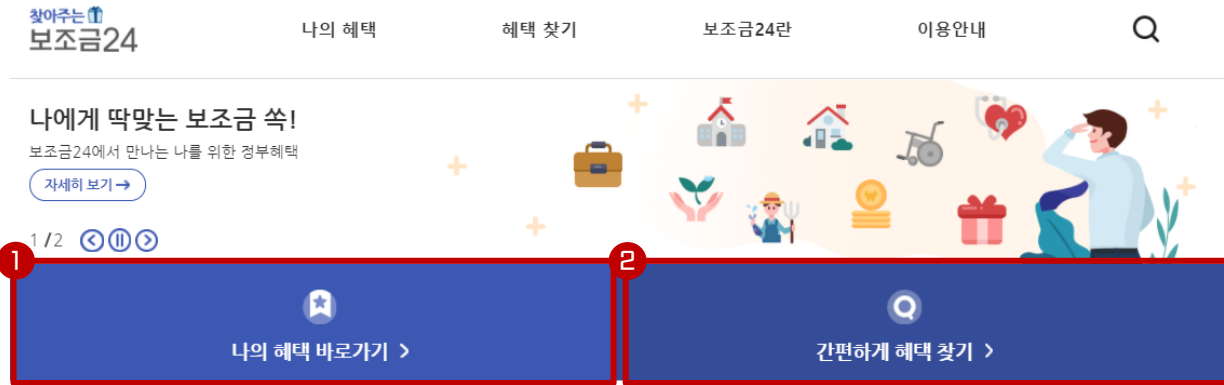 찾아주는
보조금24
나의 혜택
혜택 찾기
보조금24란
이용안내
나에게 딱맞는 보조금 쏙!
보조금24에서 만나는 나를 위한 정부혜택
자세히 보기→
1 / 2
1
2
나의 혜택 바로가기 >
간편하게 혜택 찾기 >